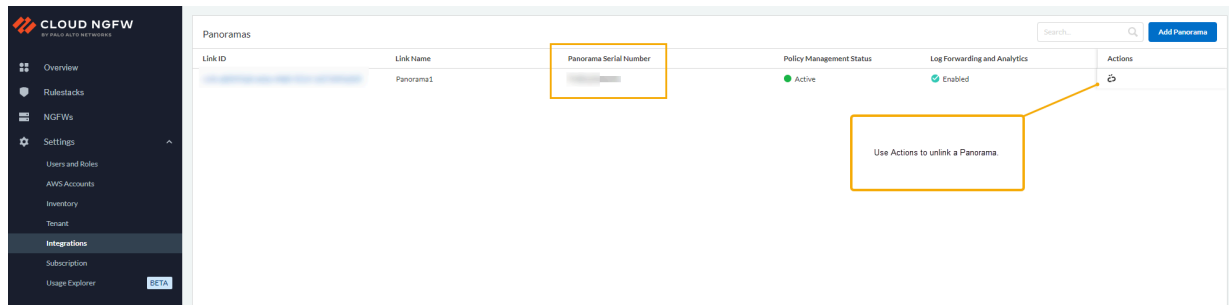 CLOUD NGFW
BY PALO ALTO NETWORKS
Overview
Rulestacks
NGFWs
Settings
Users and Roles
AWS Accounts
Inventory
Tenant
Integrations
Subscription
Usage Explorer BETA
Panoramas
Search... Add Panorama
Link ID Link Name Panorama Serial Number Policy Management Status Log Forwarding and Analytics Actions
Panorama1 Active Enabled
Use Actions to unlink a Panorama.